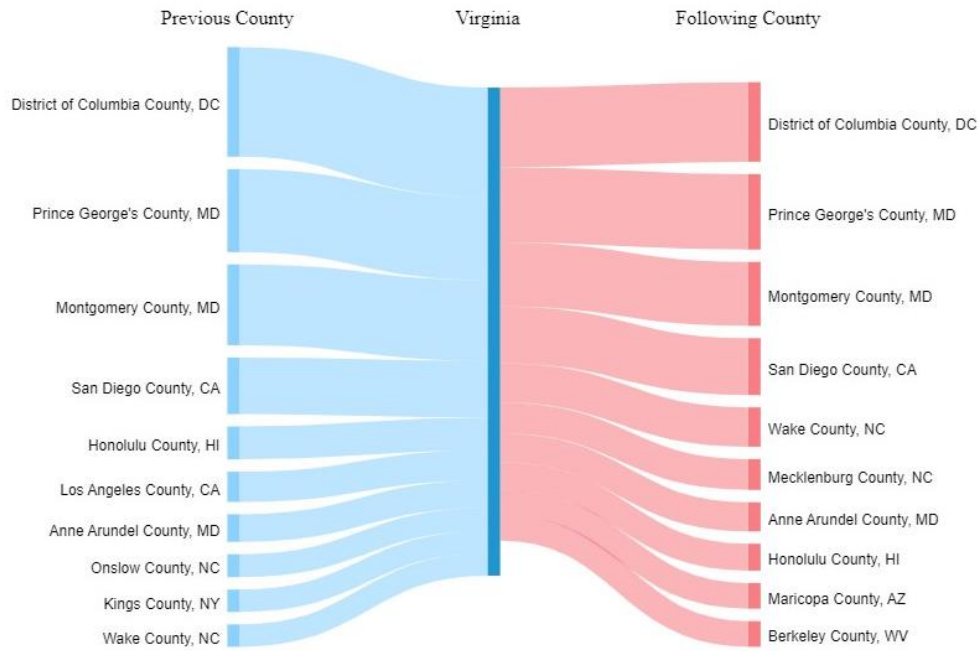 Previous County
Virginia
Following County
District of Columbia County, DC
Prince George's County, MD
Montgomery County, MD
San Diego County, CA
Honolulu County, HI
Los Angeles County, CA
Anne Arundel County, MD
Onslow County, NC
Kings County, NY
Wake County, NC
District of Columbia County, DC
Prince George's County, MD
Montgomery County, MD
San Diego County, CA
Wake County, NC
Mecklenburg County, NC
Anne Arundel County, MD
Honolulu County, HI
Maricopa County, AZ
Berkeley County, WV